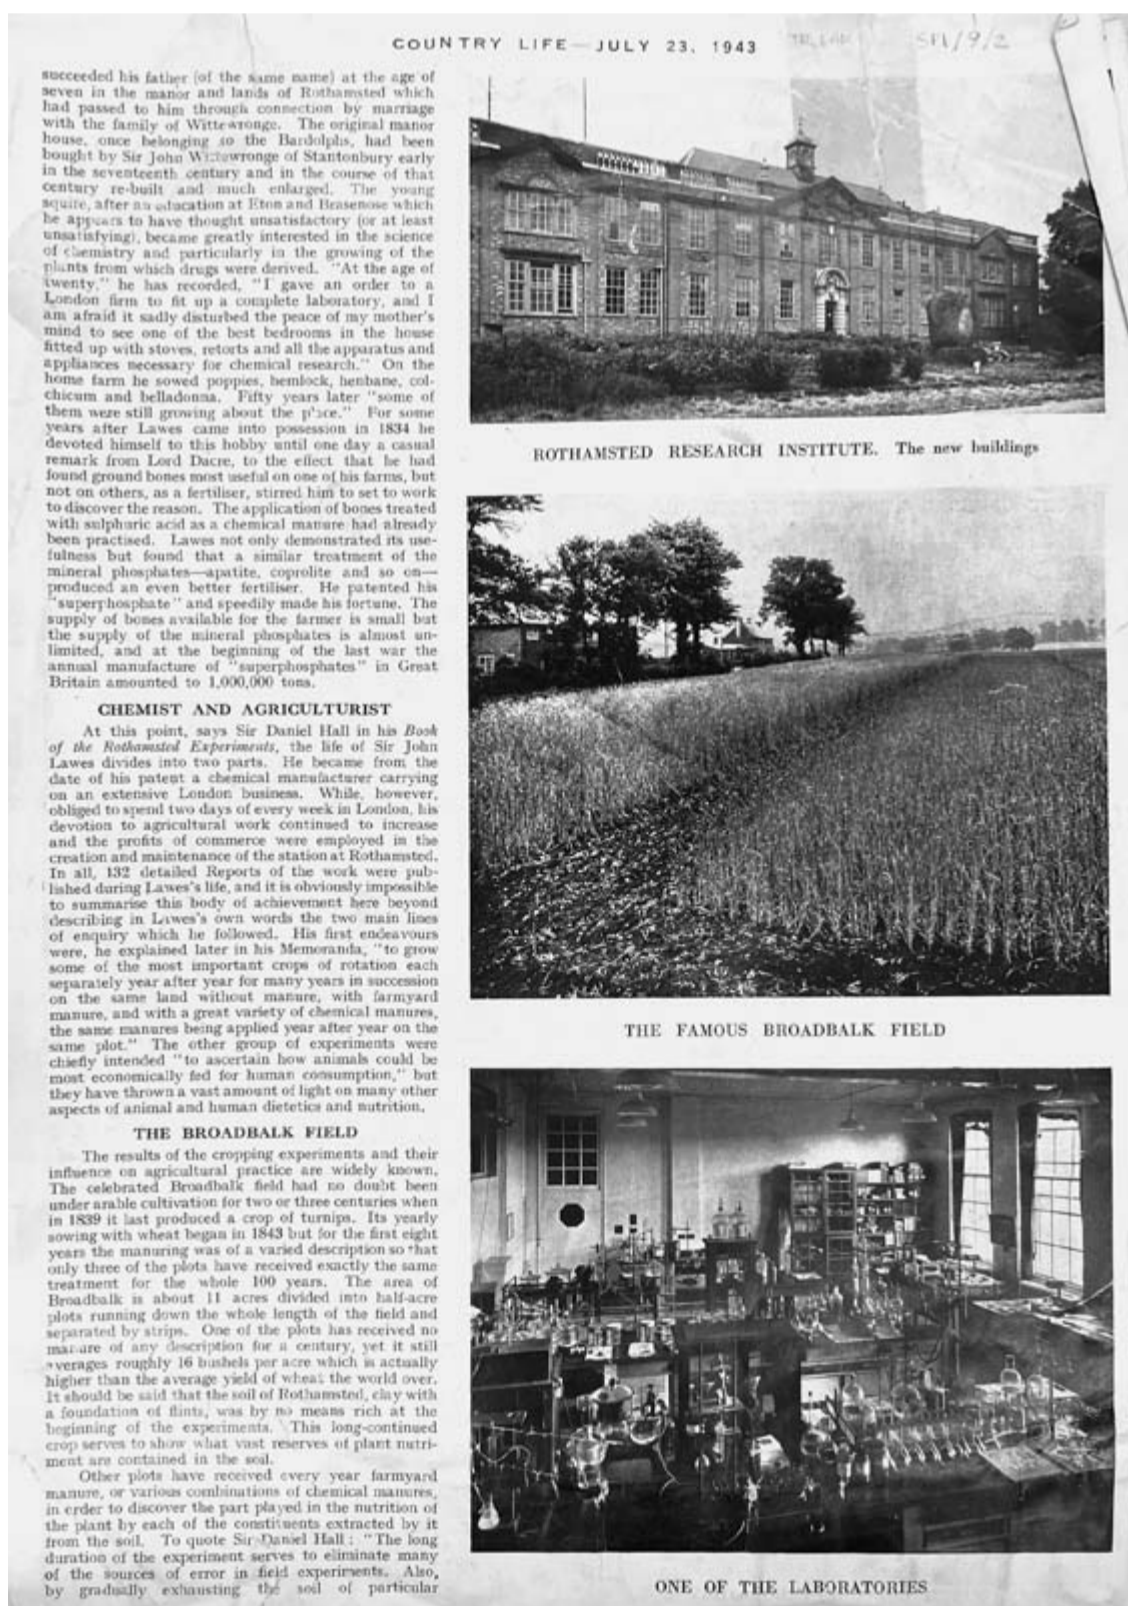 COUNTRY LIFE—JULY 23, 1943
SM/9/2
succeeded his father (of the same name) at the age of
seven in the manor and lands of Rothamsted which
had passed to him through connection by marriage
with the family of Wittewronge. The original manor
house, once belonging to the Bardolphs, had been
bought by Sir John Wittewronge of Stantonbury early
in the seventeenth century and in the course of that
century re-built and much enlarged. The young
squire, after an education at Eton and Brasenose which
he appears to have thought unsatisfactory (or at least
unsatisfying), became greatly interested in the science
of chemistry and particularly in the growing of the
plants from which drugs were derived. "At the age of
twenty," he has recorded, "I gave an order to a
London firm to fit up a complete laboratory, and I
am afraid it sadly disturbed the peace of my mother's
mind to see one of the best bedrooms in the house
fitted up with stoves, retorts and all the apparatus and
appliances necessary for chemical research." On the
home farm he sowed poppies, hemlock, henbane, col-
chicum and belladonna. Fifty years later "some of
them were still growing about the place." For some
years after Lawes came into possession in 1834 he
devoted himself to this hobby until one day a casual
remark from Lord Dacre, to the effect that he had
found ground bones most useful on one of his farms, but
not on others, as a fertiliser, stirred him to set to work
to discover the reason. The application of bones treated
with sulphuric acid as a chemical manure had already
been practised. Lawes not only demonstrated its use-
fulness but found that a similar treatment of the
mineral phosphates—apatite, coprolite and so on—
produced an even better fertiliser. He patented his
"superphosphate" and speedily made his fortune. The
supply of bones available for the farmer is small but
the supply of the mineral phosphates is almost un-
limited, and at the beginning of the last war the
annual manufacture of "superphosphates" in Great
Britain amounted to 1,000,000 tons.
CHEMIST AND AGRICULTURIST
At this point, says Sir Daniel Hall in his Book
of the Rothamsted Experiments, the life of Sir John
Lawes divides into two parts. He became from the
date of his patent a chemical manufacturer carrying
on an extensive London business. While, however,
obliged to spend two days of every week in London, his
devotion to agricultural work continued to increase
and the profits of commerce were employed in the
creation and maintenance of the station at Rothamsted.
In all, 132 detailed Reports of the work were pub-
lished during Lawes's life, and it is obviously impossible
to summarise this body of achievement here beyond
describing in Lawes's own words the two main lines
of enquiry which he followed. His first endeavours
were, he explained later in his Memoranda, "to grow
some of the most important crops of rotation each
separately year after year for many years in succession
on the same land without manure, with farmyard
manure, and with a great variety of chemical manures,
the same manures being applied year after year on the
same plot." The other group of experiments were
chiefly intended "to ascertain how animals could be
most economically fed for human consumption," but
they have thrown a vast amount of light on many other
aspects of animal and human dietetics and nutrition.
THE BROADBALK FIELD
The results of the cropping experiments and their
influence on agricultural practice are widely known.
The celebrated Broadbalk field had no doubt been
under arable cultivation for two or three centuries when
in 1839 it last produced a crop of turnips. Its yearly
sowing with wheat began in 1843 but for the first eight
years the manuring was of a varied description so that
only three of the plots have received exactly the same
treatment for the whole 100 years. The area of
Broadbalk is about 11 acres divided into half-acre
plots running down the whole length of the field and
separated by strips. One of the plots has received no
manure of any description for a century, yet it still
averages roughly 16 bushels per acre which is actually
higher than the average yield of wheat the world over.
It should be said that the soil of Rothamsted, clay with
a foundation of flints, was by no means rich at the
beginning of the experiments. This long-continued
crop serves to show what vast reserves of plant nutri-
ment are contained in the soil.
Other plots have received every year farmyard
manure, or various combinations of chemical manures,
in order to discover the part played in the nutrition of
the plant by each of the constituents extracted by it
from the soil. To quote Sir Daniel Hall: "The long
duration of the experiment serves to eliminate many
of the sources of error in field experiments. Also,
by gradually exhausting the soil of particular
ROTHAMSTED RESEARCH INSTITUTE. The new buildings
THE FAMOUS BROADBALK FIELD
ONE OF THE LABORATORIES